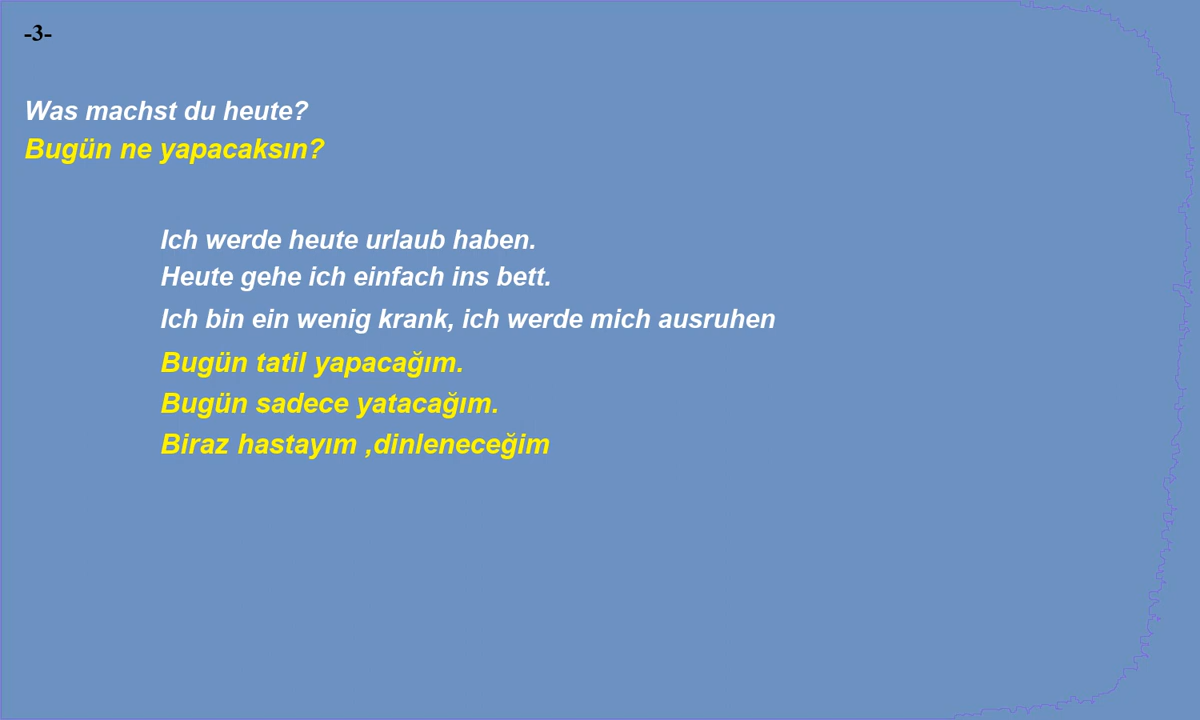 -3-
Was machst du heute?
Bugün ne yapacaksın?
Ich werde heute urlaub haben.
Heute gehe ich einfach ins bett.
Ich bin ein wenig krank, ich werde mich ausruhen
Bugün tatil yapacağım.
Bugün sadece yatacağım.
Biraz hastayım ,dinleneceğim